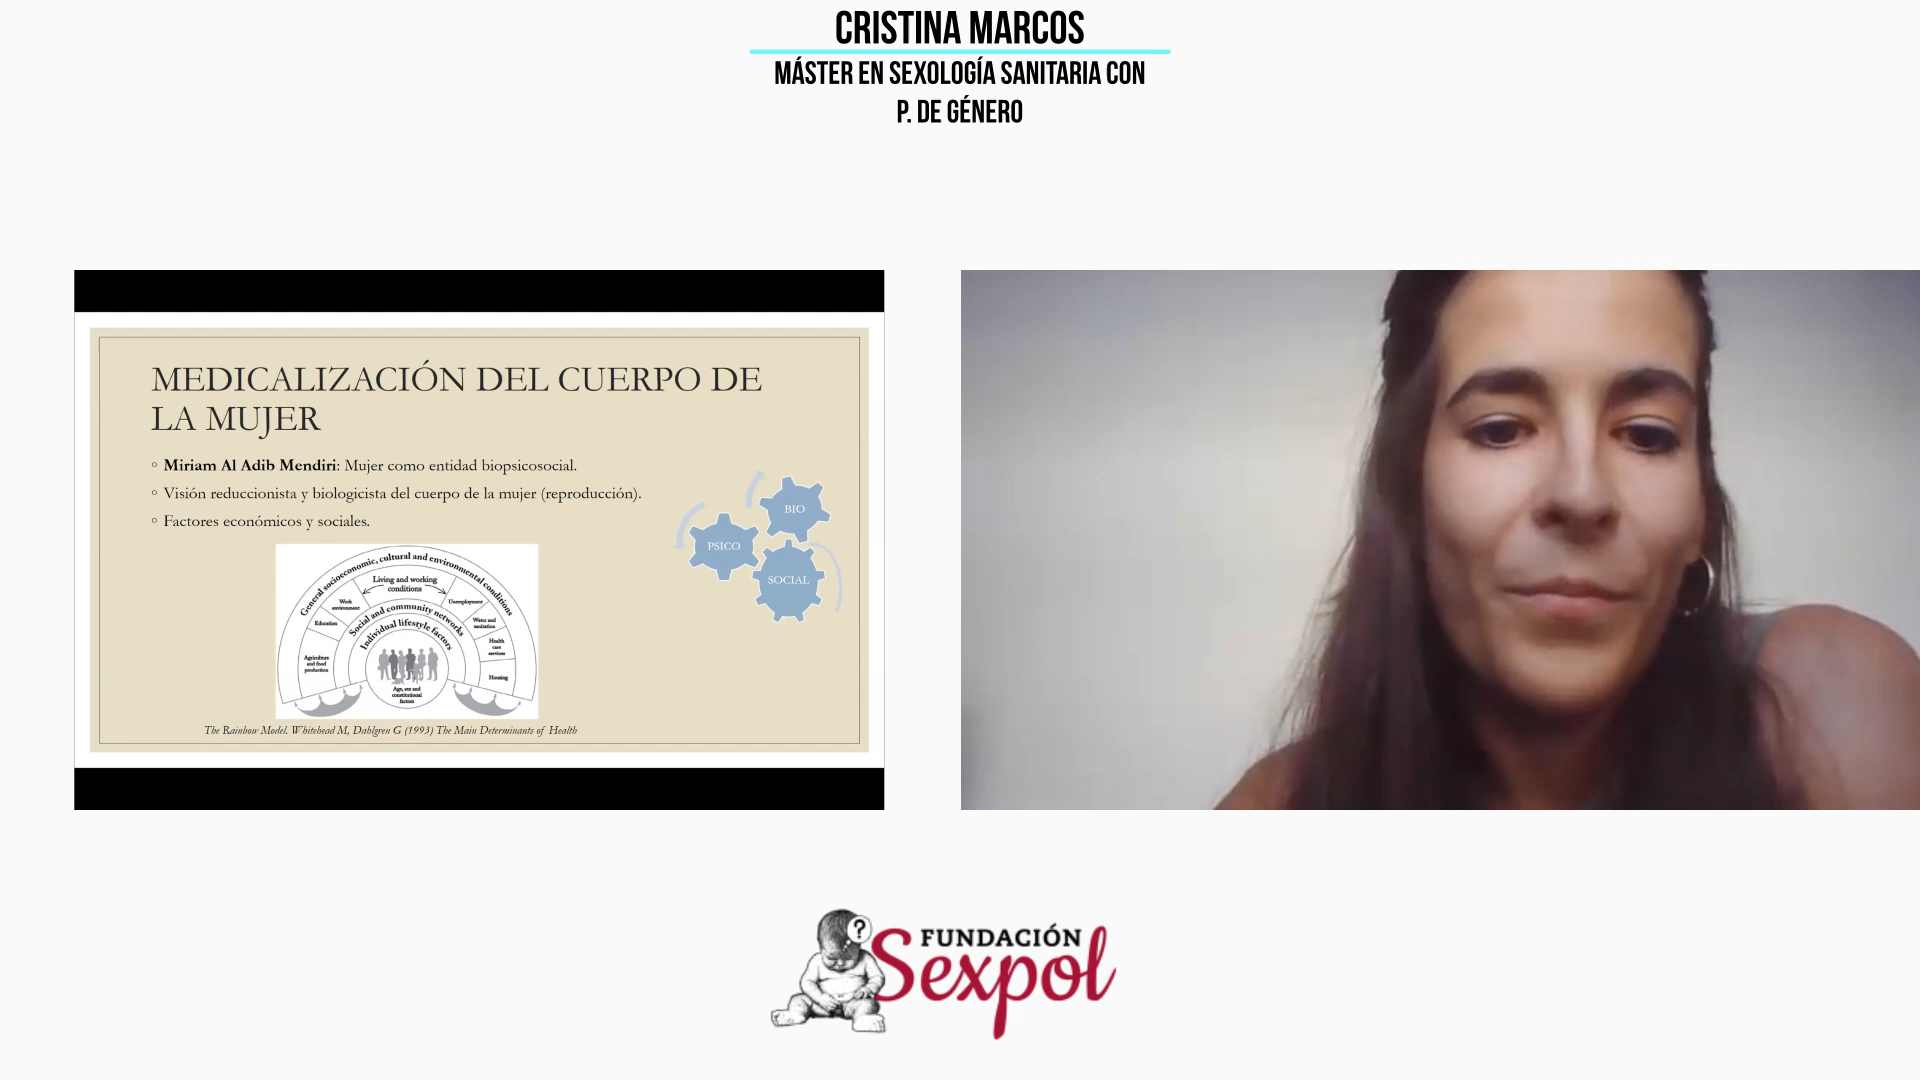 CRISTINA MARCOS
MÁSTER EN SEXOLOGÍA SANITARIA CON
P. DE GÉNERO
MEDICALIZACIÓN DEL CUERPO DE
LA MUJER
◦ Miriam Al Adib Mendiri: Mujer como entidad biopsicosocial.
◦ Visión reduccionista y biologicista del cuerpo de la mujer (reproducción).
◦ Factores económicos y sociales.
BIO
PSICO
SOCIAL
General socioeconomic, cultural and environmental conditions
Living and working
conditions
Work
environment
Unemployment
Education
Water and
sanitation
Health
care
services
Agriculture
and food
production
Housing
Social and community networks
Individual lifestyle factors
Age, sex and
constitutional
factors
The Rainbow Model. Whitehead M, Dahlgren G (1993) The Main Determinants of Health
?
FUNDACIÓN
Sexpol